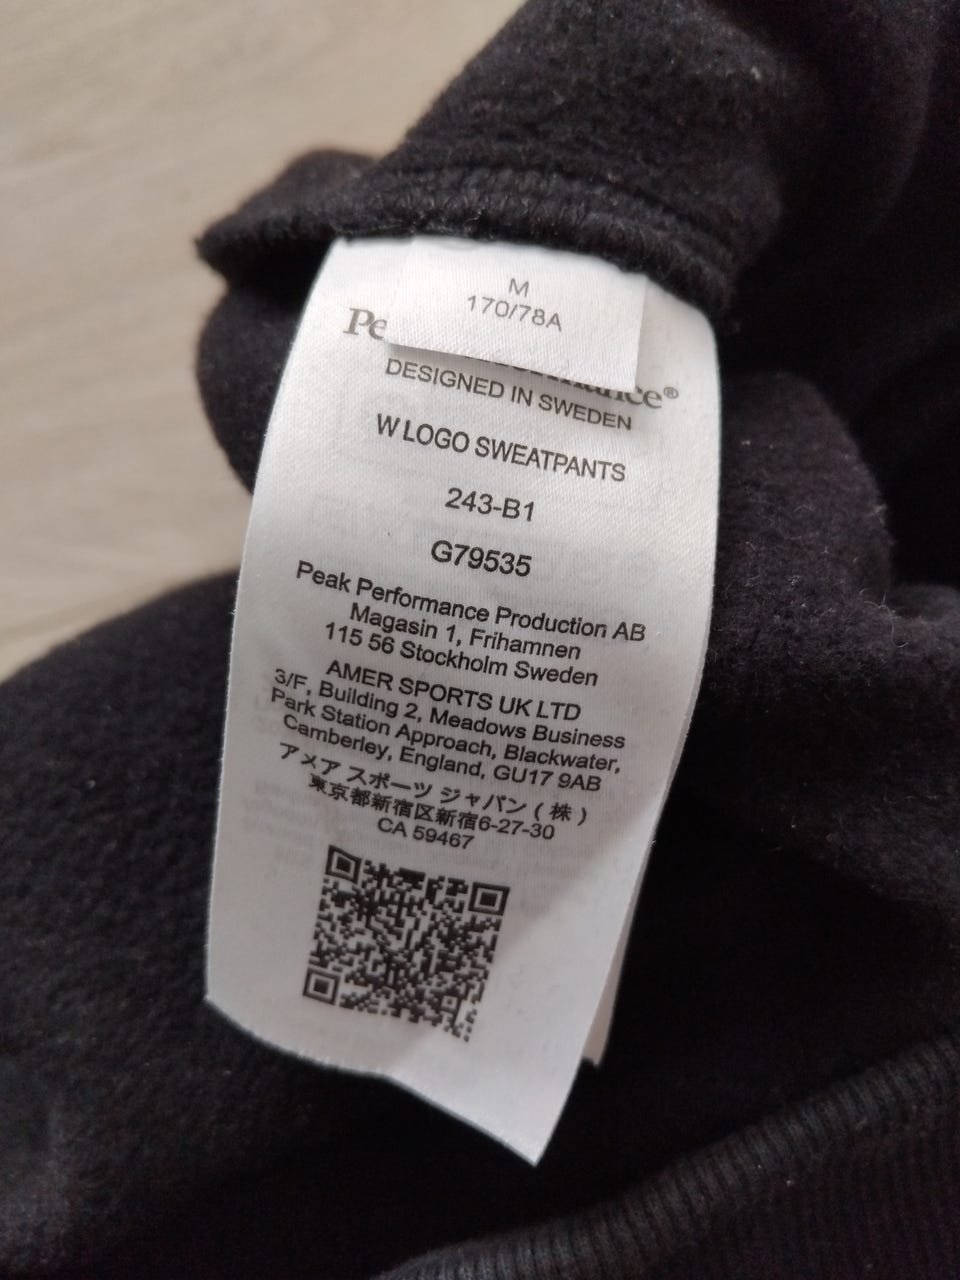 M
170/78A
Pe mance®
DESIGNED IN SWEDEN
W LOGO SWEATPANTS
243-B1
G79535
Peak Performance Production AB
Magasin 1, Frihamnen
115 56 Stockholm Sweden
AMER SPORTS UK LTD
3/F, Building 2, Meadows Business
Park Station Approach, Blackwater,
Camberley, England, GU17 9AB
アメア スポーツ ジャパン ( 株 )
東京都新宿区新宿6-27-30
CA 59467